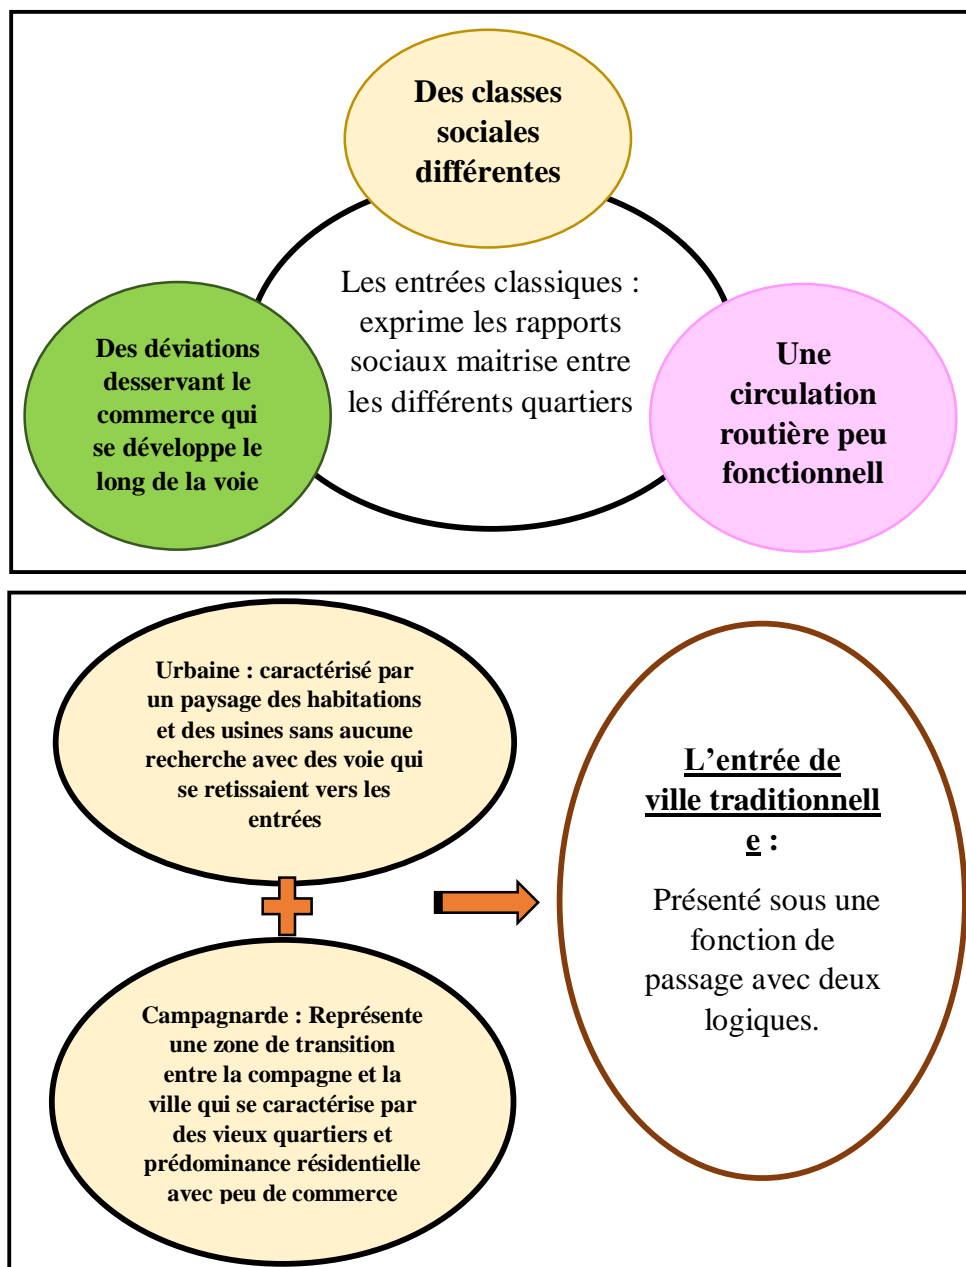 Des classes
sociales
différentes
Les entrées classiques :
exprime les rapports
sociaux maitrise entre
les différents quartiers
Des déviations
desservant le
commerce qui
se développe le
long de la voie
Une
circulation
routière peu
fonctionnell
Urbaine : caractérisé par
un paysage des habitations
et des usines sans aucune
recherche avec des voie qui
se retissaient vers les
entrées
Campagnarde : Représente
une zone de transition
entre la compagne et la
ville qui se caractérise par
des vieux quartiers et
prédominance résidentielle
avec peu de commerce
L’entrée de
ville traditionnell
e :
Présenté sous une
fonction de
passage avec deux
logiques.